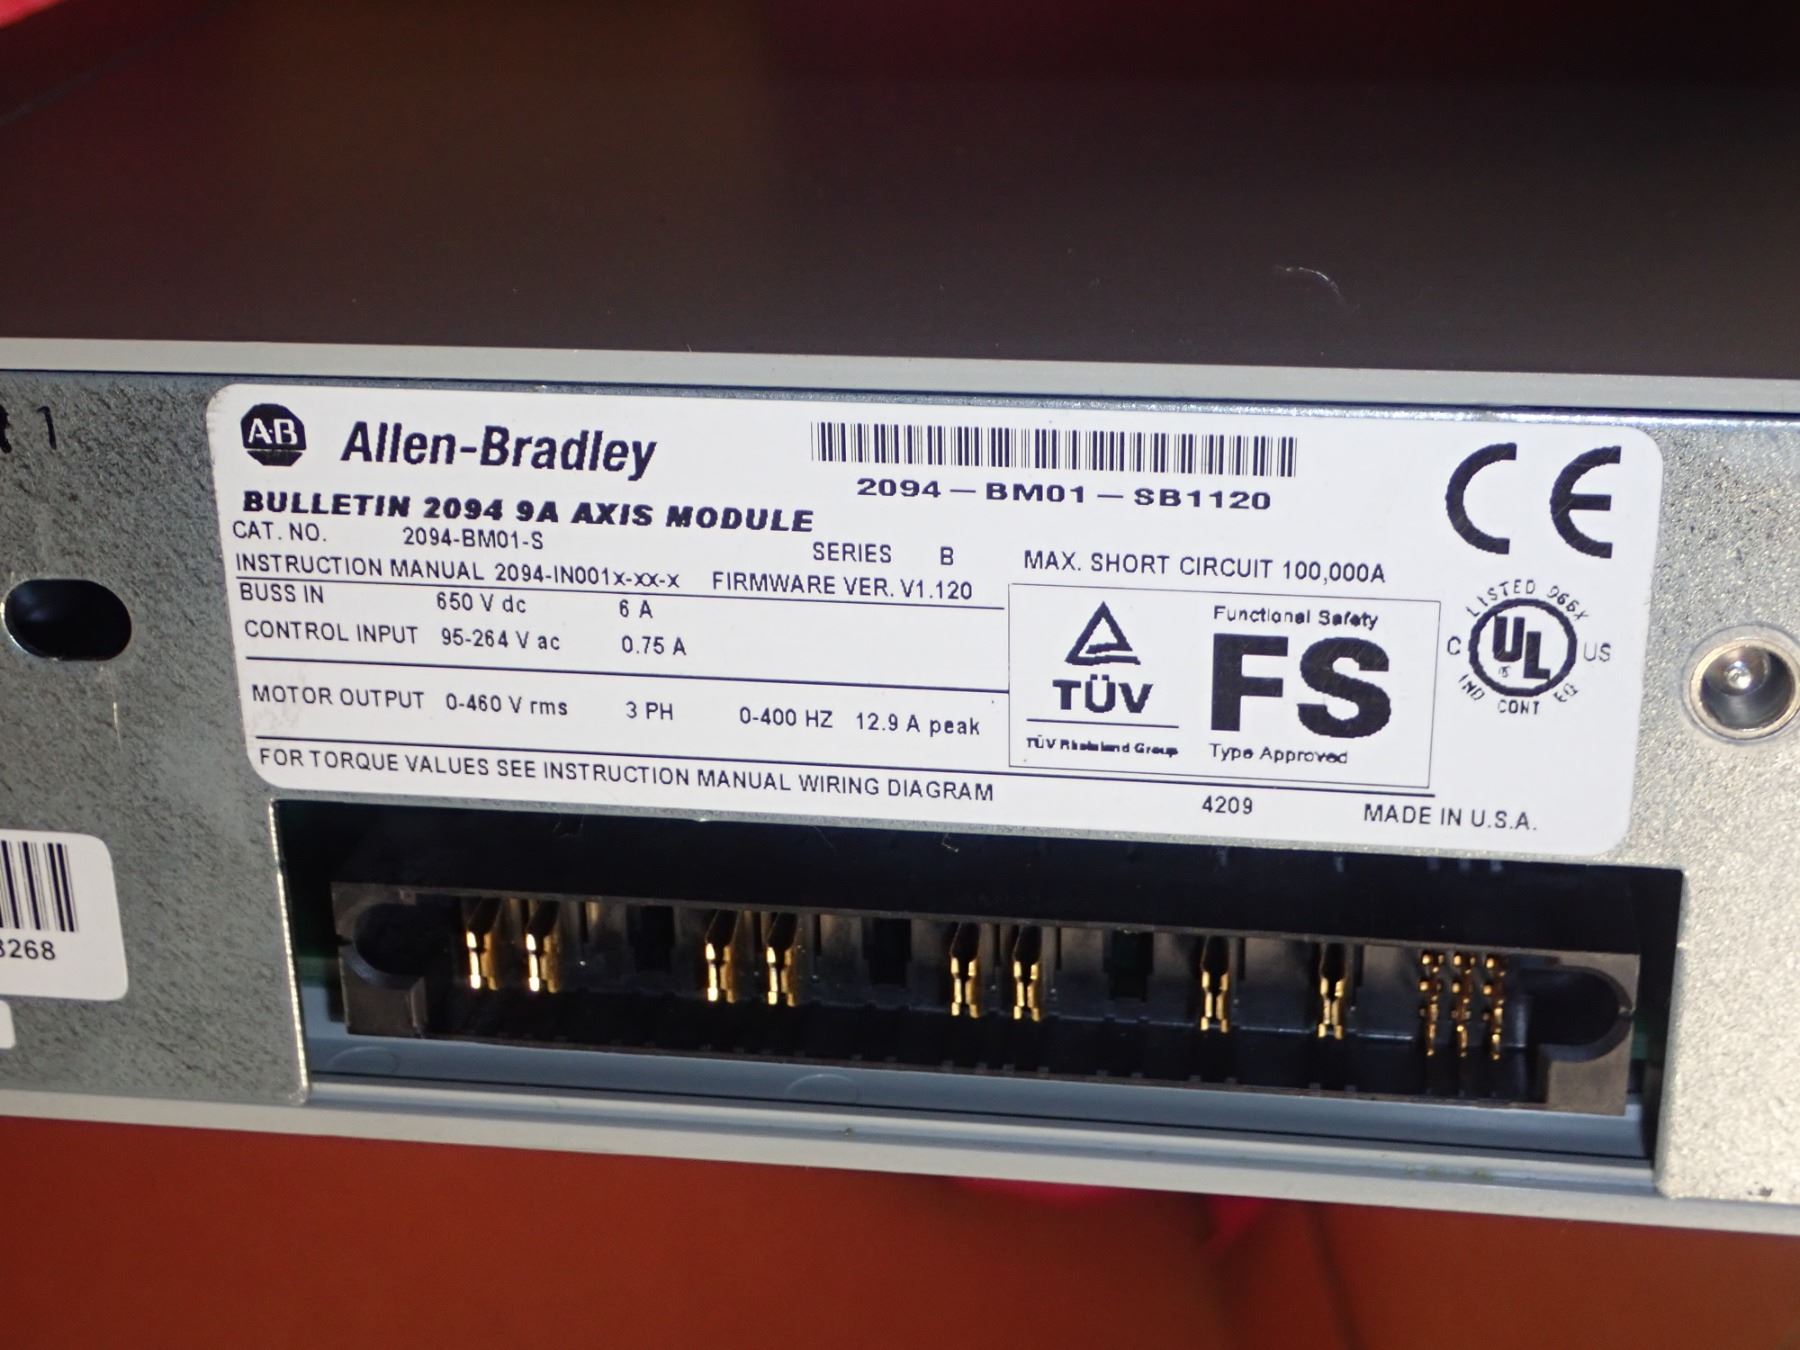 1
A-B Allen-Bradley
2094-BM01-SB1120
BULLETIN 2094 9A AXIS MODULE
CAT. NO. 2094-BM01-S
SERIES B
INSTRUCTION MANUAL 2094-IN001x-xx-x FIRMWARE VER. V1.120
MAX. SHORT CIRCUIT 100,000A
BUSS IN 650 V dc 6 A
CONTROL INPUT 95-264 V ac 0.75 A
MOTOR OUTPUT 0-460 V rms 3 PH 0-400 HZ 12.9 A peak
FOR TORQUE VALUES SEE INSTRUCTION MANUAL WIRING DIAGRAM
TÜV
TÜV Rheinland Group
Functional Safety
FS
Type Approved
CE
LISTED 966X
C UL US
IND CONT EQ
4209 MADE IN U.S.A.
3268